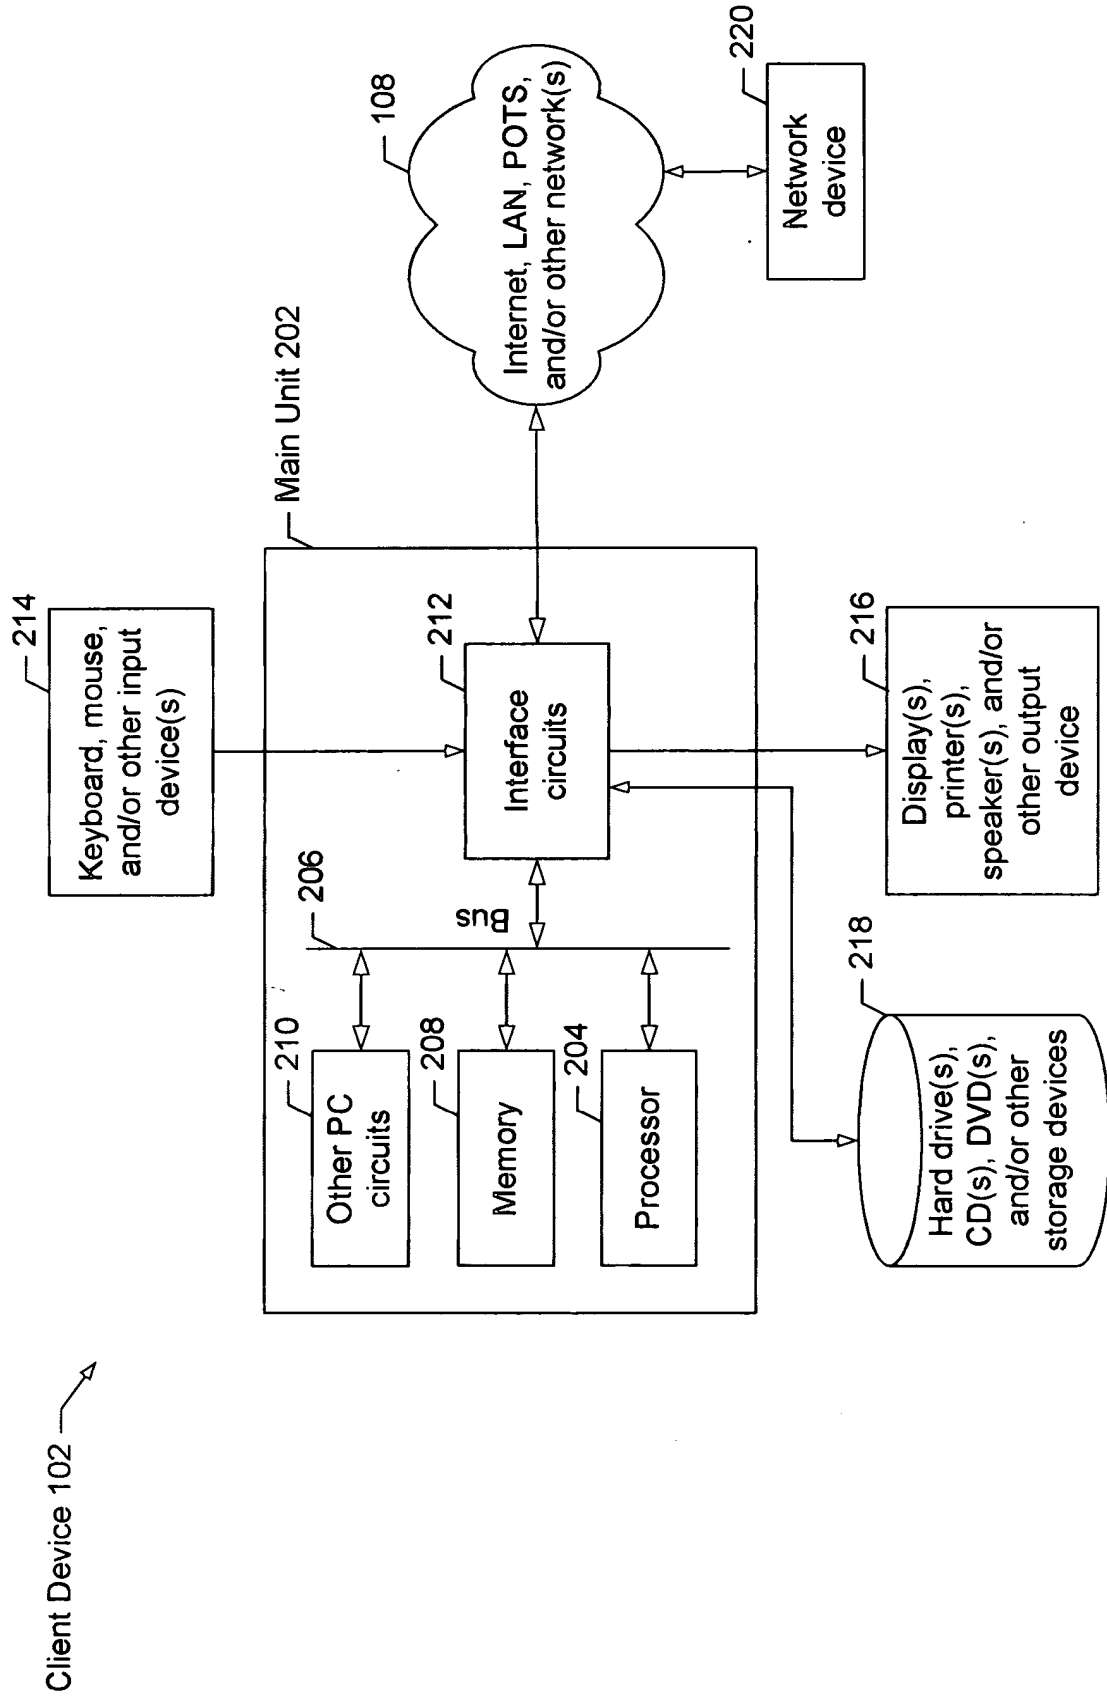 Client Device 102
214
Keyboard, mouse,
and/or other input
device(s)
Main Unit 202
210
Other PC
circuits
208
Memory
204
Processor
206
Bus
212
Interface
circuits
108
Internet, LAN, POTS,
and/or other network(s)
220
Network
device
218
Hard drive(s),
CD(s), DVD(s),
and/or other
storage devices
216
Display(s),
printer(s),
speaker(s), and/or
other output
device